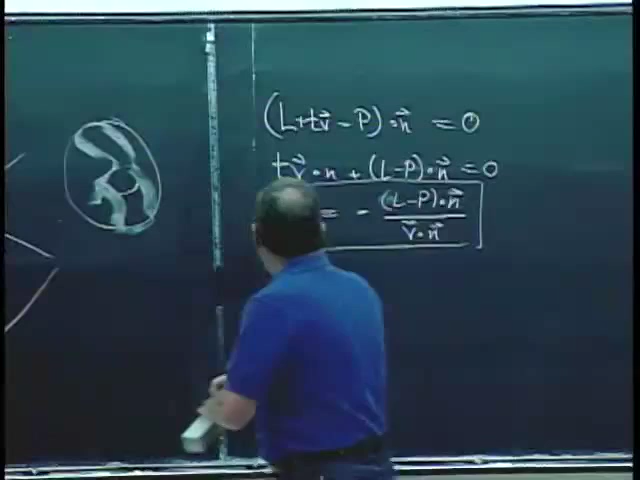 (L+tv⃗ - P)·n⃗ = 0
tv⃗·n + (L-P)·n⃗ = 0
= - (L-P)·n⃗ / v⃗·n⃗